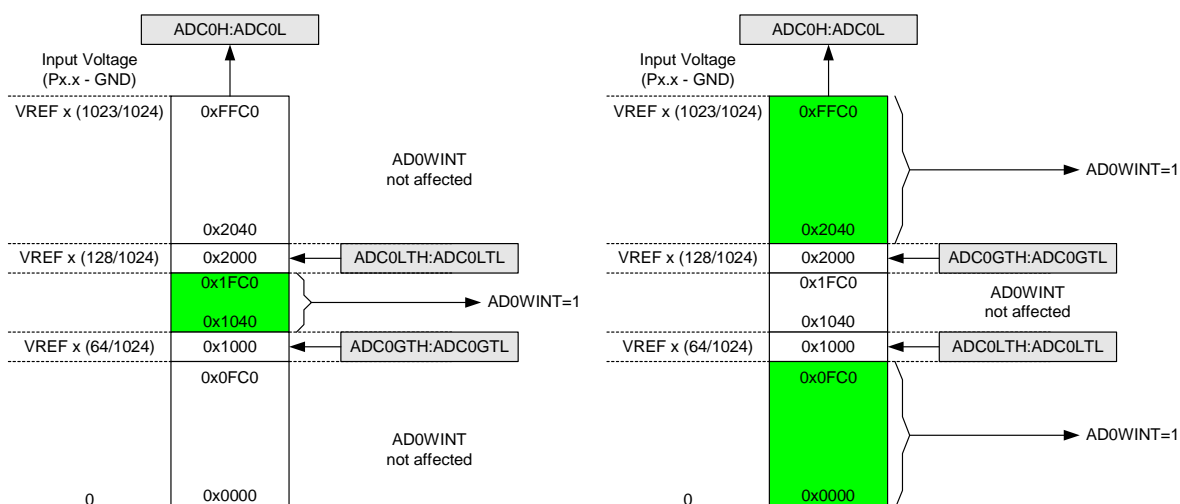 ADC0H:ADC0L
Input Voltage
(Px.x - GND)
VREF x (1023/1024)
0xFFC0
AD0WINT
not affected
0x2040
VREF x (128/1024)
0x2000
ADC0LTH:ADC0LTL
0x1FC0
AD0WINT=1
0x1040
VREF x (64/1024)
0x1000
ADC0GTH:ADC0GTL
0x0FC0
AD0WINT
not affected
0
0x0000
ADC0H:ADC0L
Input Voltage
(Px.x - GND)
VREF x (1023/1024)
0xFFC0
AD0WINT=1
0x2040
VREF x (128/1024)
0x2000
ADC0GTH:ADC0GTL
0x1FC0
AD0WINT
not affected
0x1040
VREF x (64/1024)
0x1000
ADC0LTH:ADC0LTL
0x0FC0
AD0WINT=1
0
0x0000